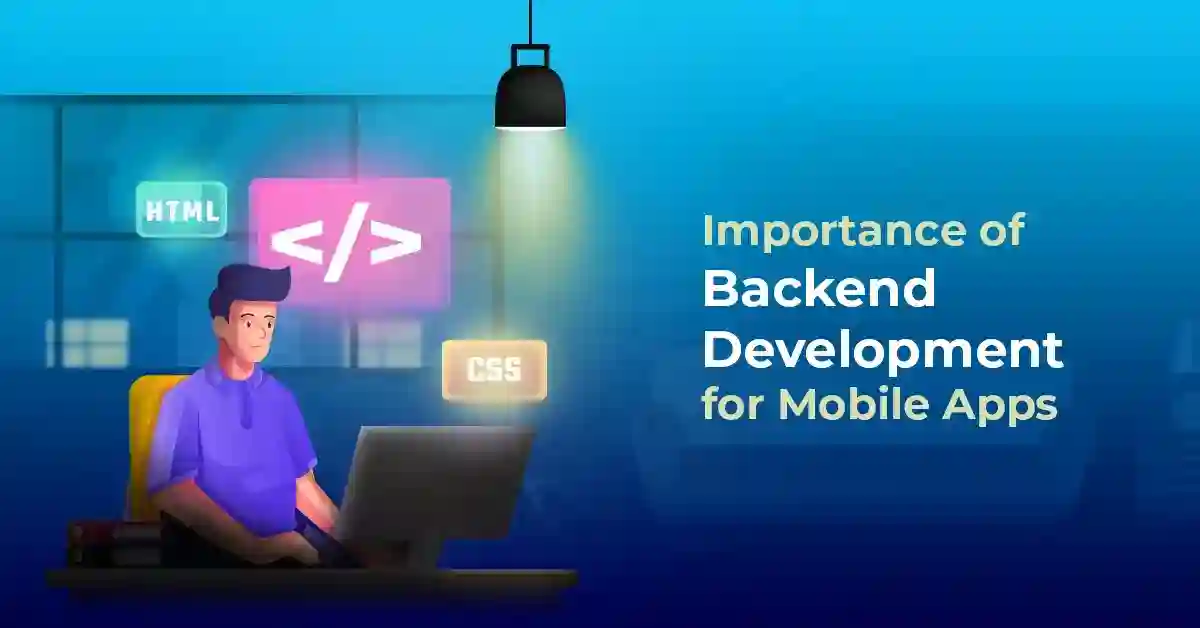 HTML
</>
CSS
Importance of
Backend
Development
for Mobile Apps